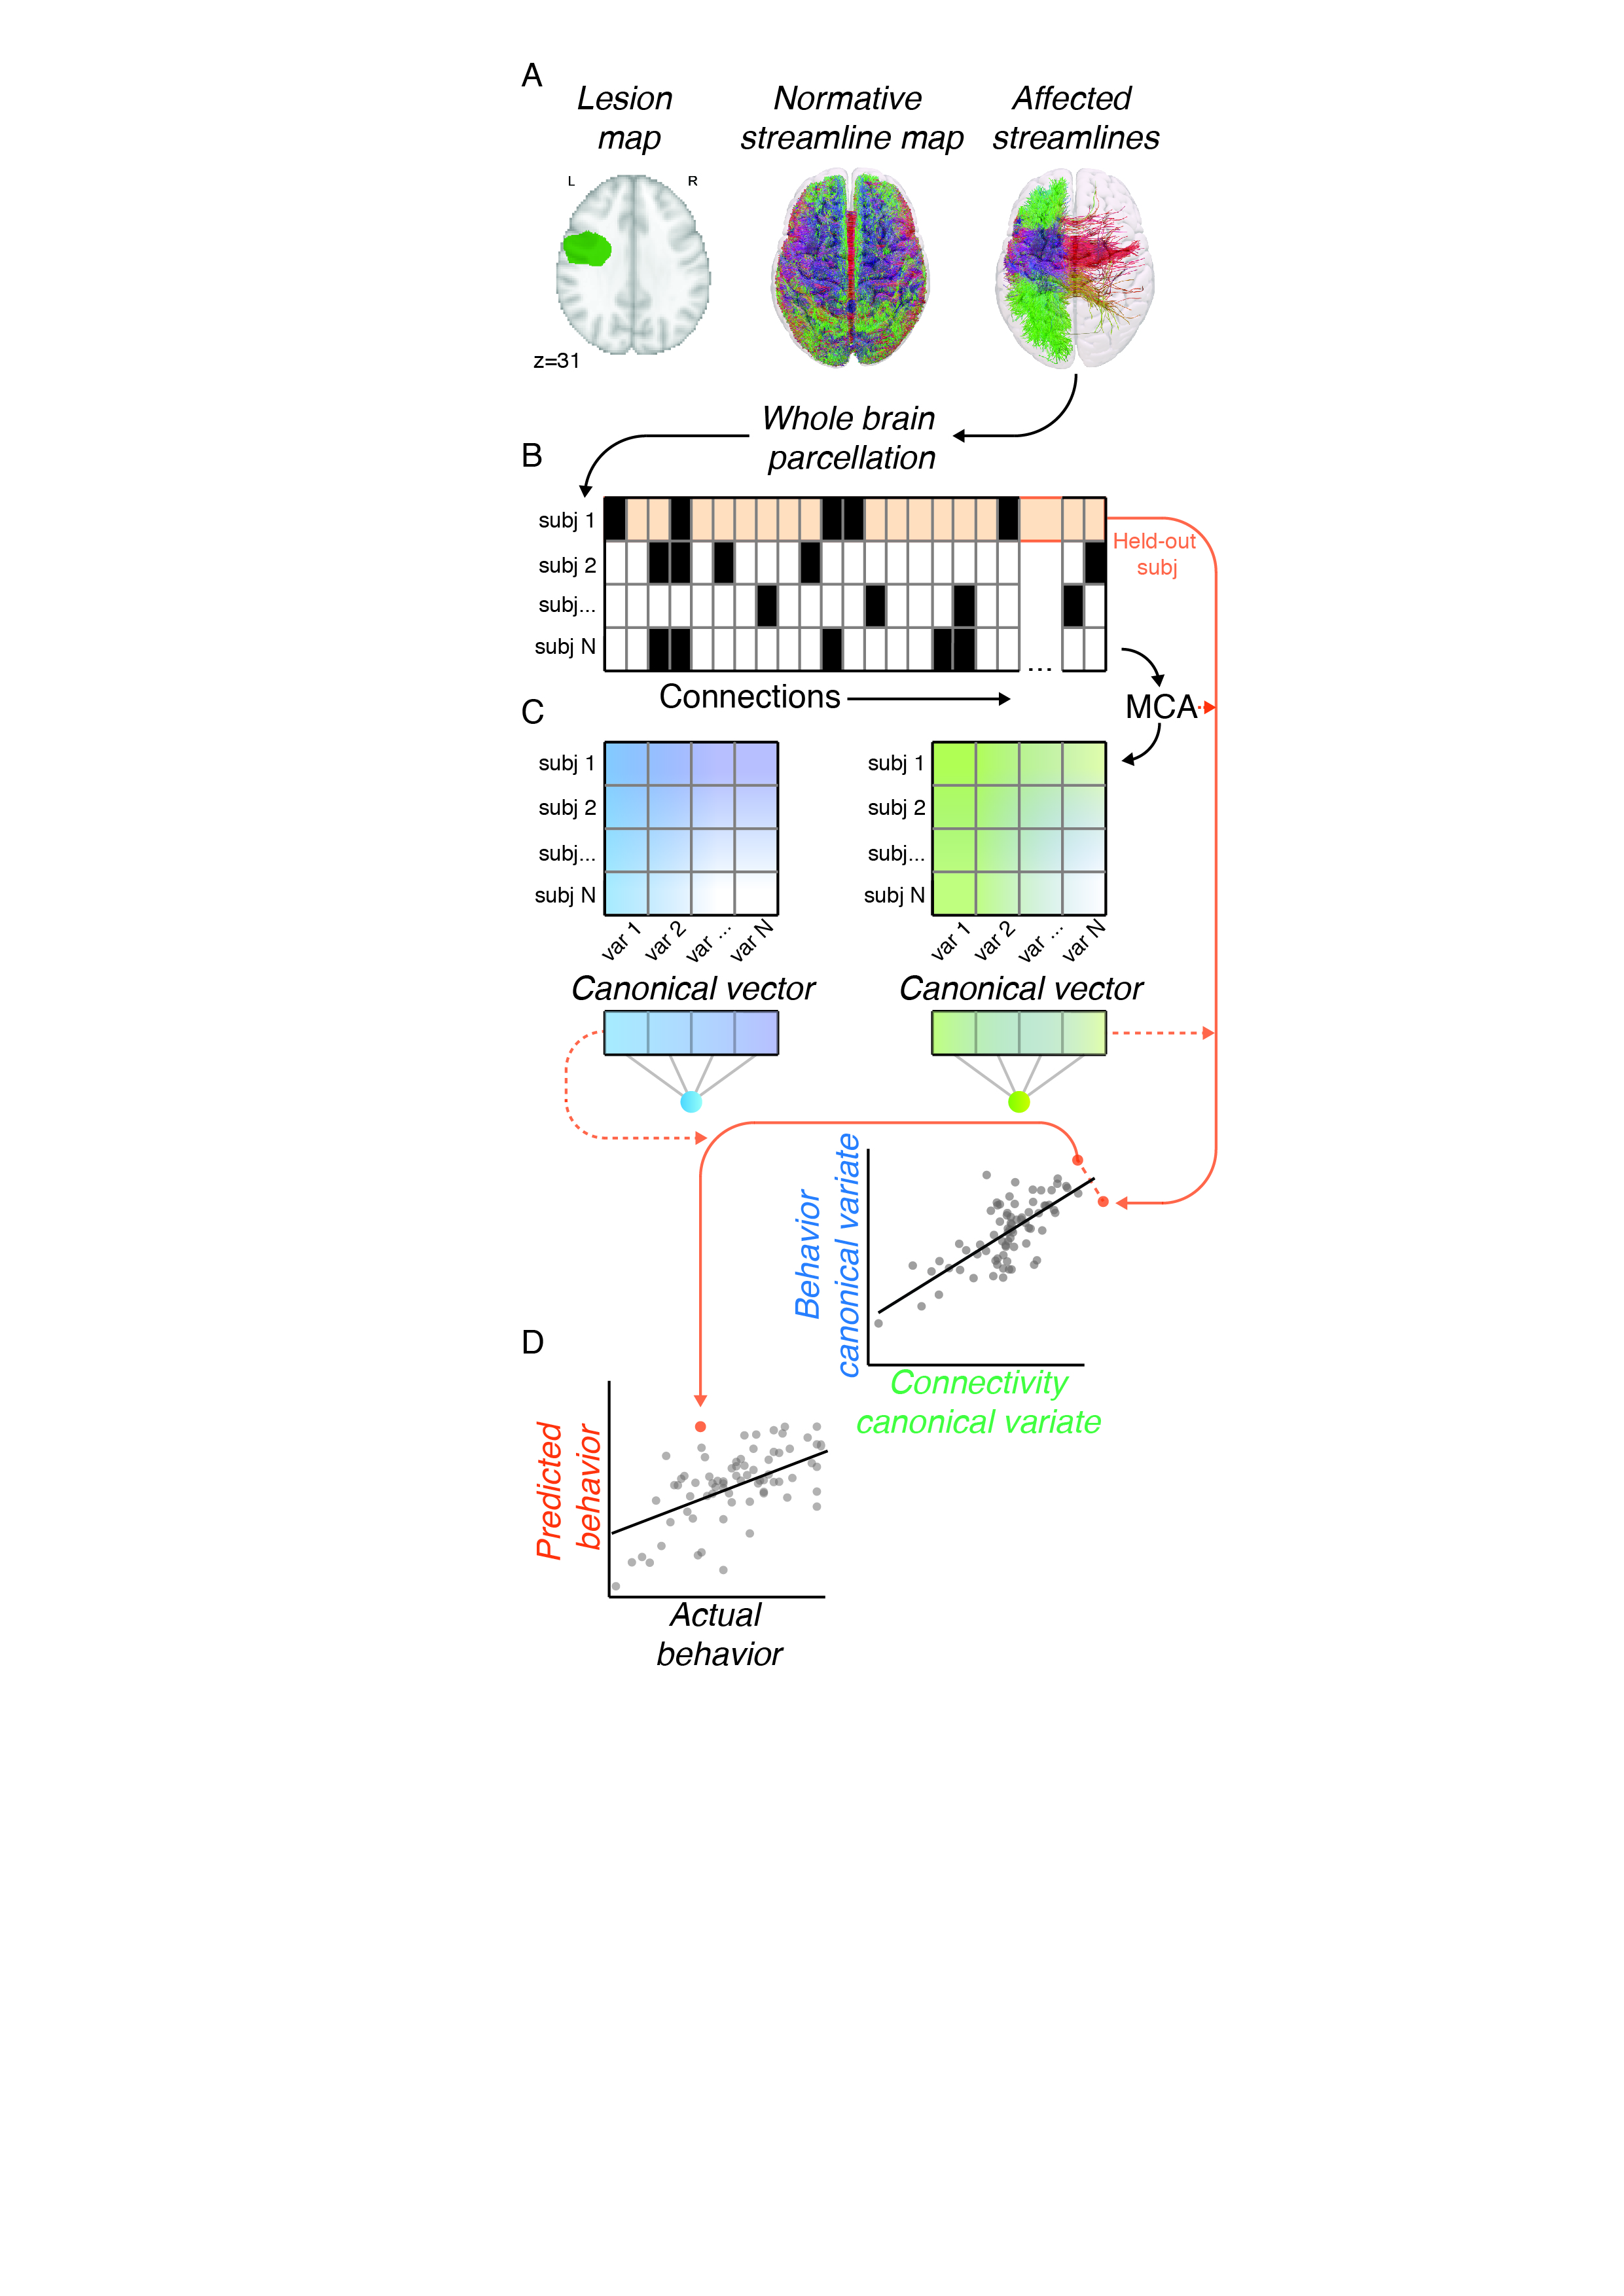 A
Lesion
map
Normative
streamline map
Affected
streamlines
L
R
z=31
Whole brain
parcellation
B
subj 1
subj 2
subj...
subj N
Held-out
subj
...
Connections
MCA
C
subj 1
subj 2
subj...
subj N
var 1
var 2
var ...
var N
subj 1
subj 2
subj...
subj N
var 1
var 2
var ...
var N
Canonical vector
Canonical vector
Behavior
canonical variate
Connectivity
canonical variate
D
Predicted
behavior
Actual
behavior